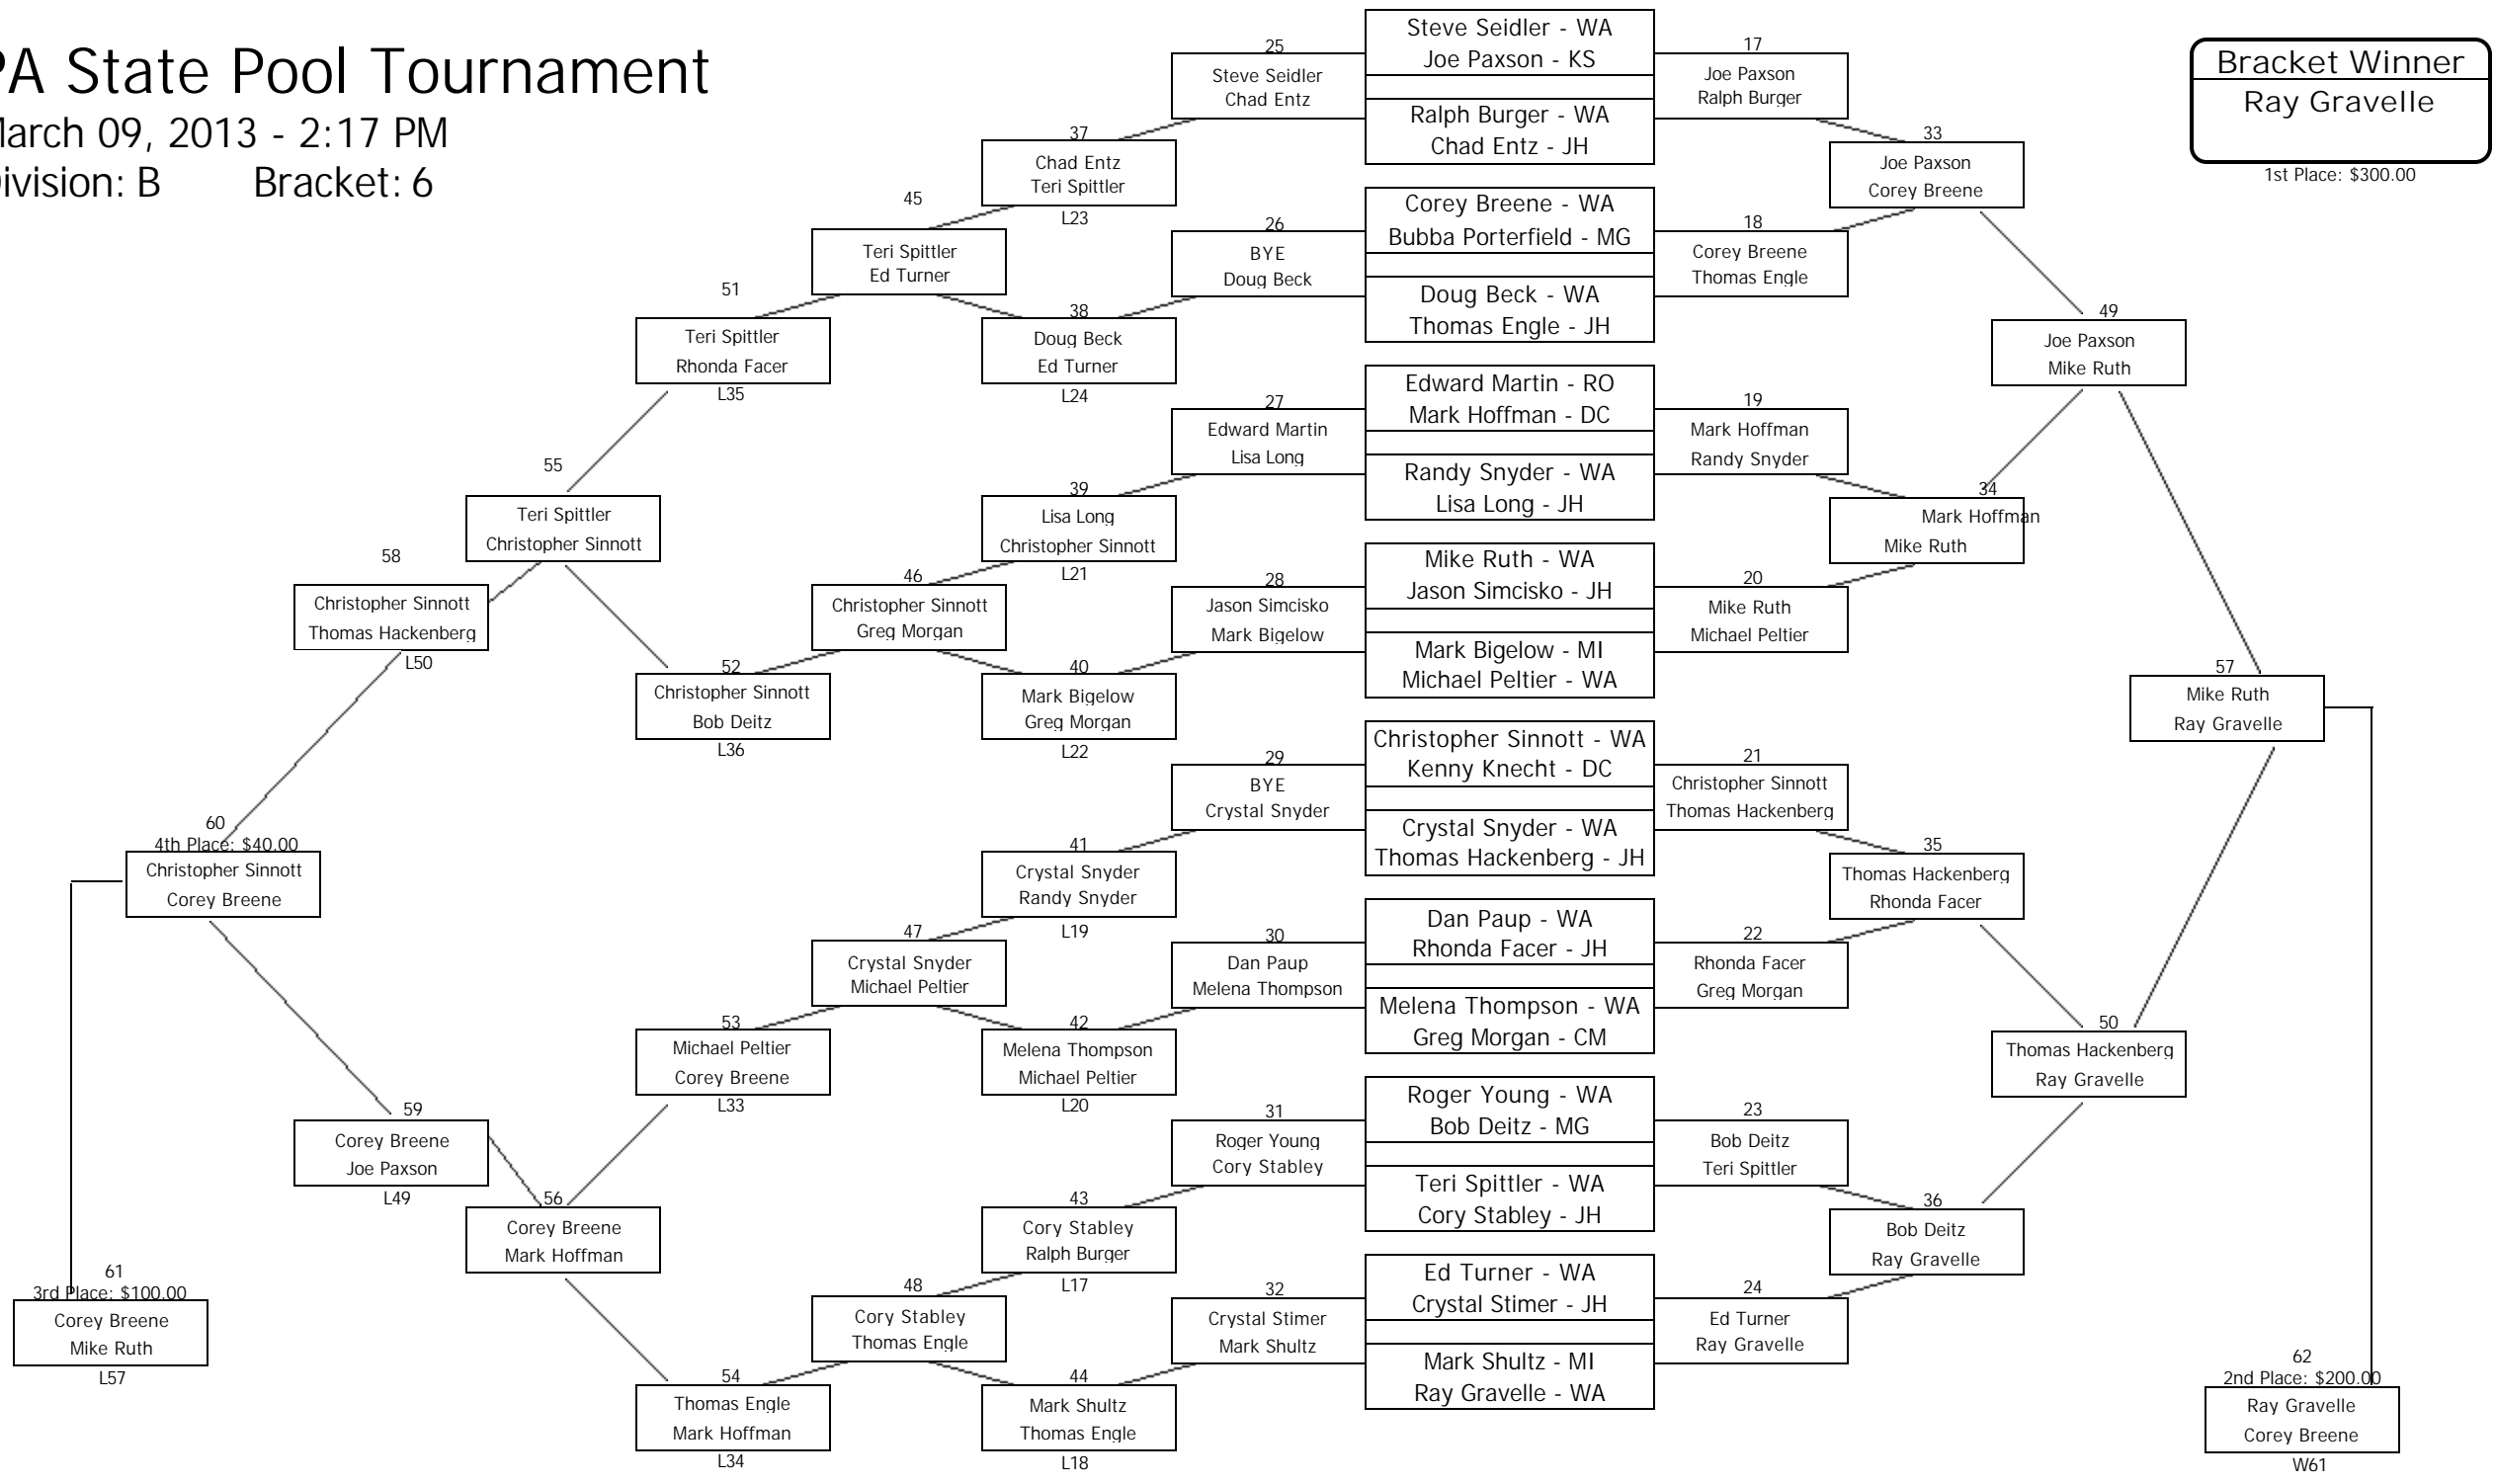 PA State Pool Tournament
March 09, 2013 - 2:17 PM
Division: B Bracket: 6
Bracket Winner
Ray Gravelle
1st Place: $300.00
61
3rd Place: $100.00
Corey Breene
Mike Ruth
L57
60
4th Place: $40.00
Christopher Sinnott
Corey Breene
58
Christopher Sinnott
Thomas Hackenberg
L50
59
Corey Breene
Joe Paxson
L49
55
Teri Spittler
Christopher Sinnott
56
Corey Breene
Mark Hoffman
51
Teri Spittler
Rhonda Facer
L35
52
Christopher Sinnott
Bob Deitz
L36
53
Michael Peltier
Corey Breene
L33
54
Thomas Engle
Mark Hoffman
L34
45
Teri Spittler
Ed Turner
46
Christopher Sinnott
Greg Morgan
47
Crystal Snyder
Michael Peltier
48
Cory Stabley
Thomas Engle
37
Chad Entz
Teri Spittler
L23
38
Doug Beck
Ed Turner
L24
39
Lisa Long
Christopher Sinnott
L21
40
Mark Bigelow
Greg Morgan
L22
41
Crystal Snyder
Randy Snyder
L19
42
Melena Thompson
Michael Peltier
L20
43
Cory Stabley
Ralph Burger
L17
44
Mark Shultz
Thomas Engle
L18
25
Steve Seidler
Chad Entz
26
BYE
Doug Beck
27
Edward Martin
Lisa Long
28
Jason Simcisko
Mark Bigelow
29
BYE
Crystal Snyder
30
Dan Paup
Melena Thompson
31
Roger Young
Cory Stabley
32
Crystal Stimer
Mark Shultz
Steve Seidler - WA
Joe Paxson - KS
Ralph Burger - WA
Chad Entz - JH
Corey Breene - WA
Bubba Porterfield - MG
Doug Beck - WA
Thomas Engle - JH
Edward Martin - RO
Mark Hoffman - DC
Randy Snyder - WA
Lisa Long - JH
Mike Ruth - WA
Jason Simcisko - JH
Mark Bigelow - MI
Michael Peltier - WA
Christopher Sinnott - WA
Kenny Knecht - DC
Crystal Snyder - WA
Thomas Hackenberg - JH
Dan Paup - WA
Rhonda Facer - JH
Melena Thompson - WA
Greg Morgan - CM
Roger Young - WA
Bob Deitz - MG
Teri Spittler - WA
Cory Stabley - JH
Ed Turner - WA
Crystal Stimer - JH
Mark Shultz - MI
Ray Gravelle - WA
17
Joe Paxson
Ralph Burger
18
Corey Breene
Thomas Engle
19
Mark Hoffman
Randy Snyder
20
Mike Ruth
Michael Peltier
21
Christopher Sinnott
Thomas Hackenberg
22
Rhonda Facer
Greg Morgan
23
Bob Deitz
Teri Spittler
24
Ed Turner
Ray Gravelle
33
Joe Paxson
Corey Breene
34
Mark Hoffman
Mike Ruth
35
Thomas Hackenberg
Rhonda Facer
36
Bob Deitz
Ray Gravelle
49
Joe Paxson
Mike Ruth
50
Thomas Hackenberg
Ray Gravelle
57
Mike Ruth
Ray Gravelle
62
2nd Place: $200.00
Ray Gravelle
Corey Breene
W61